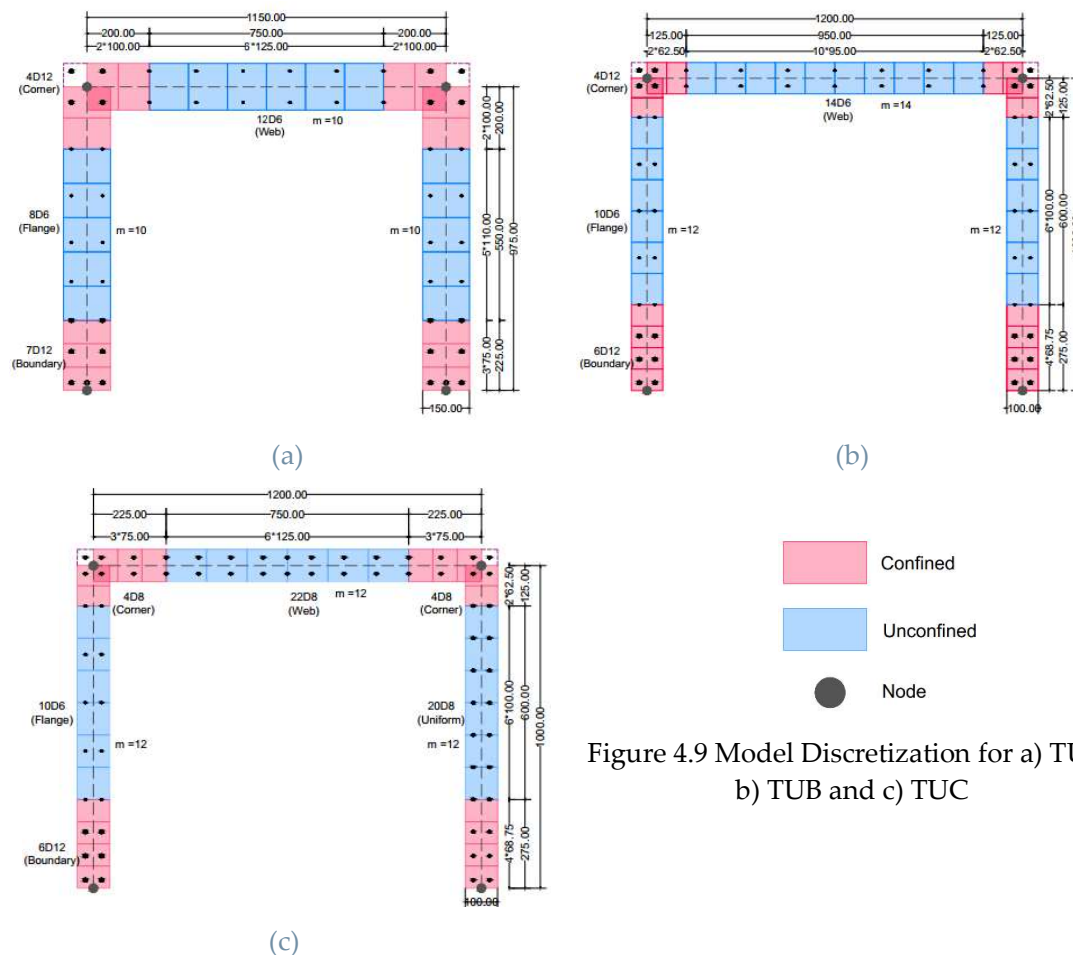 1150.00
200.00 750.00 200.00
2*100.00 6*125.00 2*100.00
4D12
(Corner)
12D6
(Web)
m =10
2*100.00
200.00
8D6
(Flange)
m =10
m =10
5*110.00
550.00
975.00
7D12
(Boundary)
3*75.00
225.00
150.00
(a)
1200.00
125.00 950.00 125.00
2*62.50 10*95.00 2*62.50
4D12
(Corner)
14D6
(Web)
m =14
2*62.50
125.00
10D6
(Flange)
m =12
m =12
6*100.00
600.00
6D12
(Boundary)
4*68.75
275.00
100.00
(b)
1200.00
225.00 750.00 225.00
3*75.00 6*125.00 3*75.00
4D8
(Corner)
22D8
(Web)
m =12
4D8
(Corner)
2*62.50
125.00
10D6
(Flange)
m =12
20D8
(Uniform)
m =12
6*100.00
600.00
1000.00
6D12
(Boundary)
4*68.75
275.00
100.00
(c)
Confined
Unconfined
Node
Figure 4.9 Model Discretization for a)
b) TUB and c) TUC